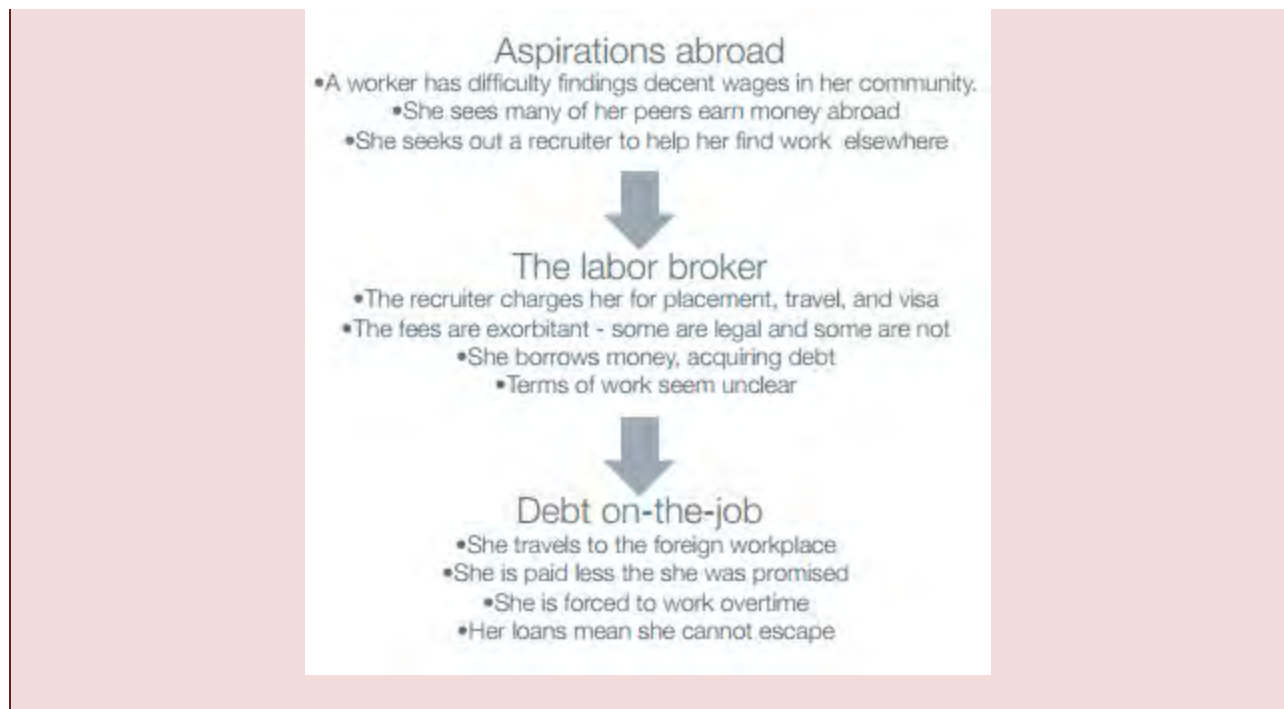 Aspirations abroad
•A worker has difficulty findings decent wages in her community.
•She sees many of her peers earn money abroad
•She seeks out a recruiter to help her find work elsewhere
The labor broker
•The recruiter charges her for placement, travel, and visa
•The fees are exorbitant - some are legal and some are not
•She borrows money, acquiring debt
•Terms of work seem unclear
Debt on-the-job
•She travels to the foreign workplace
•She is paid less the she was promised
•She is forced to work overtime
•Her loans mean she cannot escape